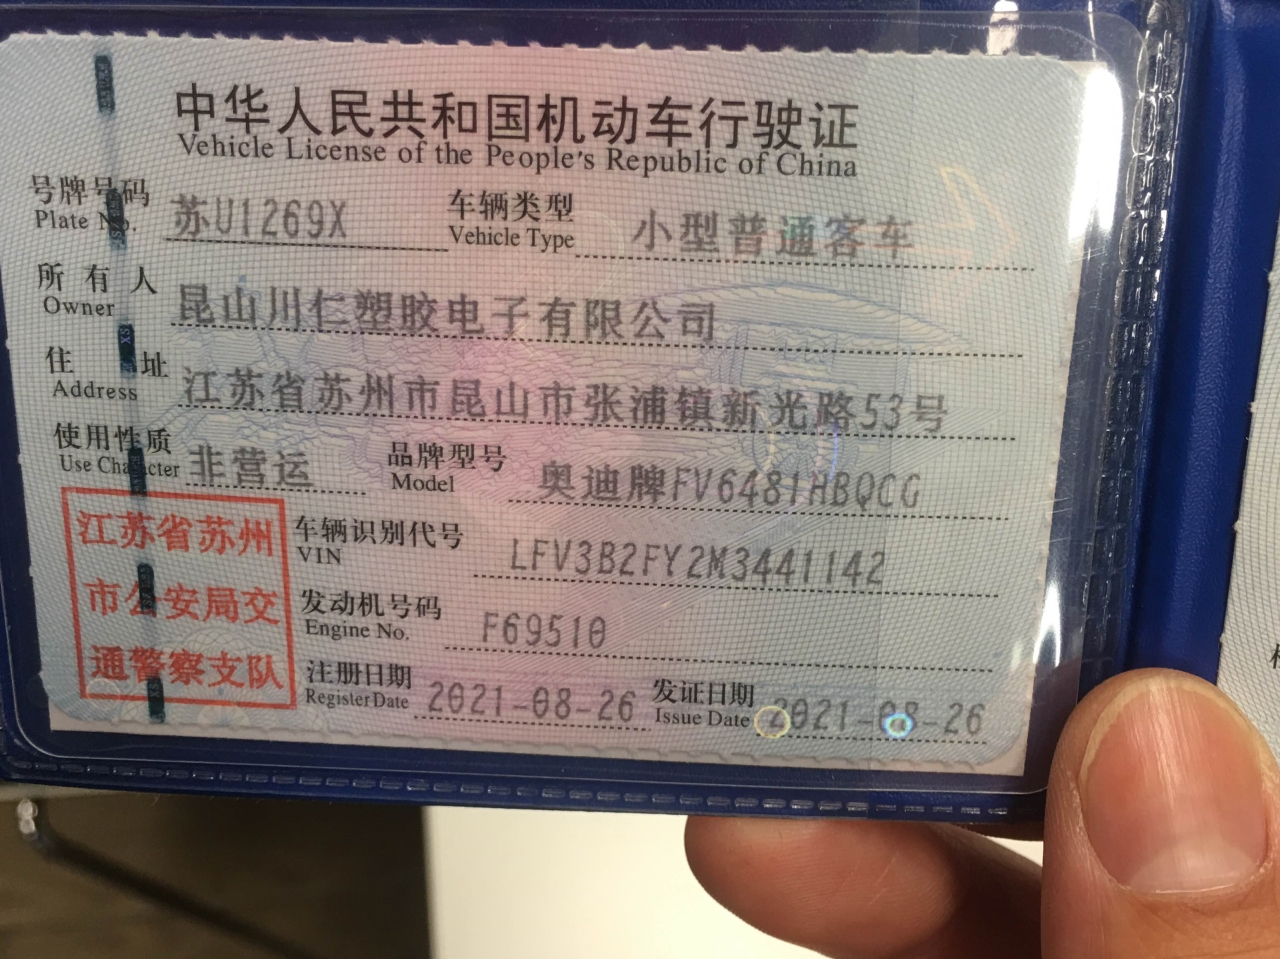 中华人民共和国机动车行驶证
Vehicle License of the People's Republic of China
号牌号码 苏U1269X 车辆类型 小型普通客车
Plate No. Vehicle Type
所有人 昆山川仁塑胶电子有限公司
Owner
住址 江苏省苏州市昆山市张浦镇新光路53号
Address
使用性质 非营运 品牌型号 奥迪牌FV6481HBQCG
Use Character Model
江苏省苏州
市公安局交
通警察支队
车辆识别代号 LFV3B2FY2M3441142
VIN
发动机号码 F69510
Engine No.
注册日期 2021-08-26 发证日期 2021-08-26
Register Date Issue Date